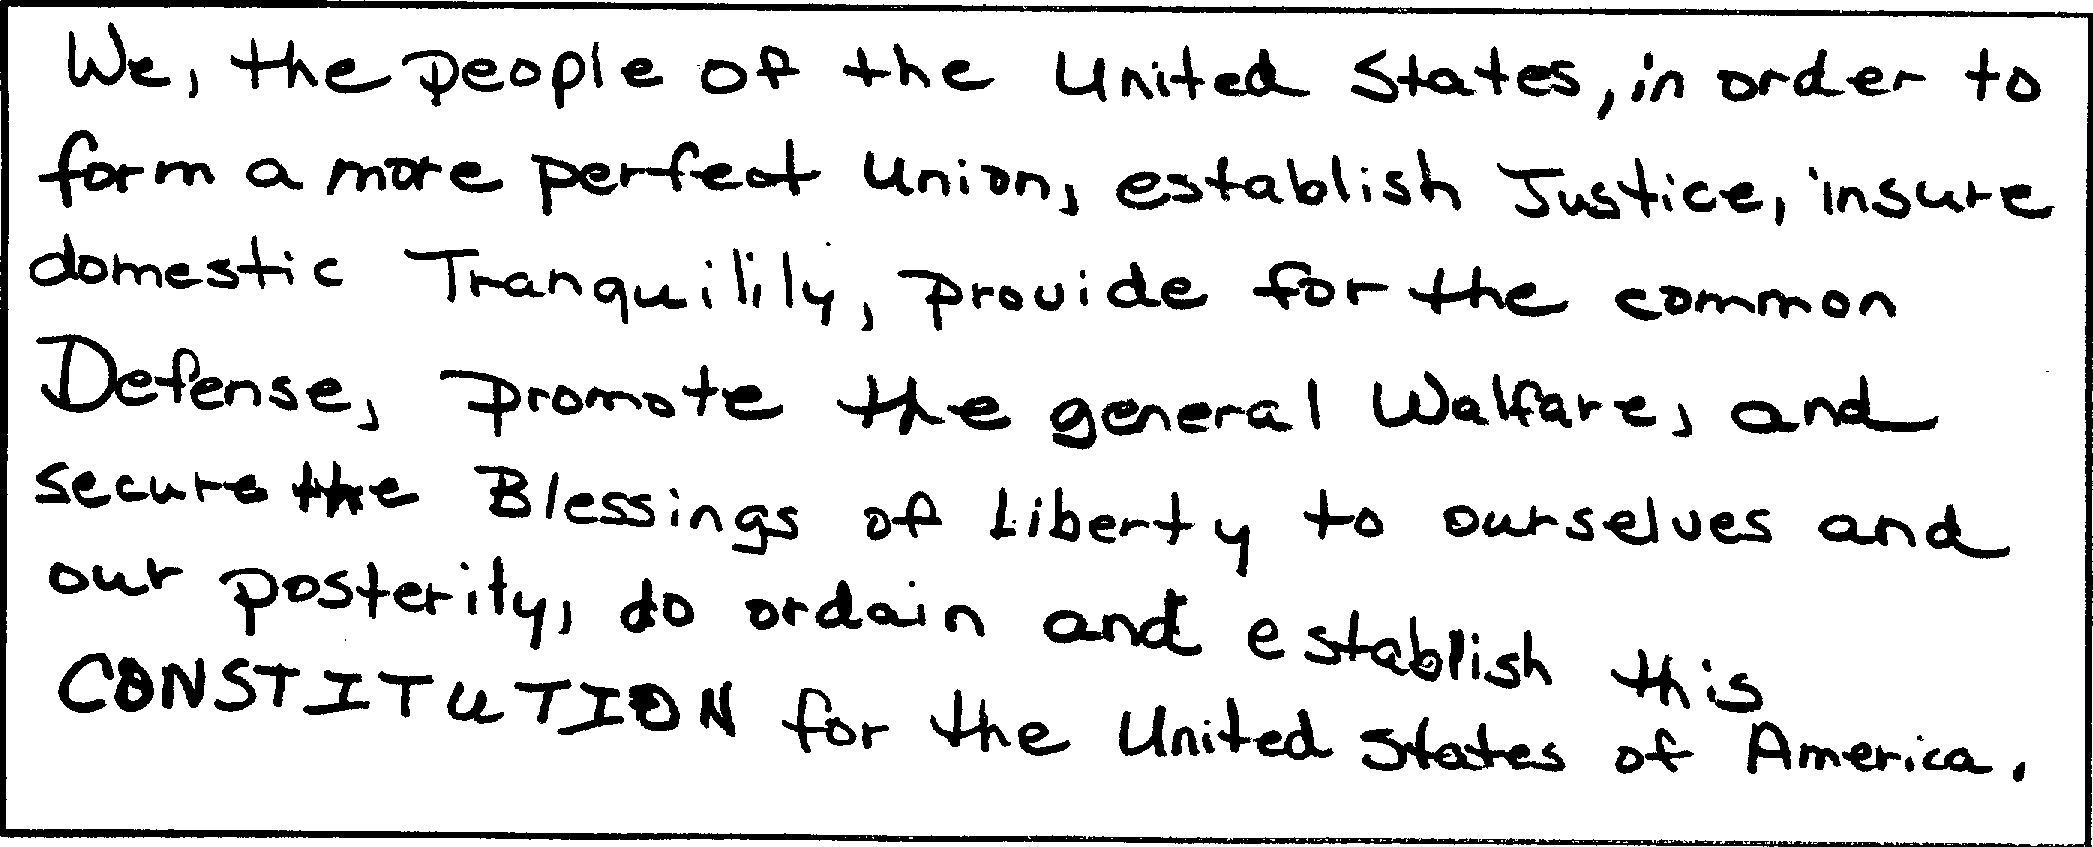 We, the people of the United States, in order to
form a more perfect Union, establish Justice, insure
domestic Tranquilily, provide for the common
Defense, promote the general Walfare, and
secure the Blessings of Liberty to ourselves and
our posterity, do ordain and establish this
CONSTITUTION for the United States of America.